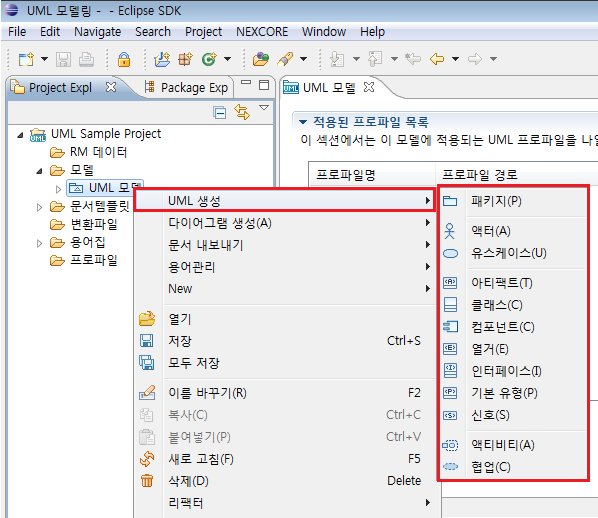 UML 모델링 - - Eclipse SDK
File Edit Navigate Search Project NEXCORE Window Help
Project Expl
Package Exp
UML Sample Project
RM 데이터
모델
UML 모델
문서템플릿
변환파일
용어집
프로파일
UML 모델
적용된 프로파일 목록
이 섹션에서는 이 모델에 적용되는 UML 프로파일을 나열
프로파일명 프로파일 경로
UML 생성
다이어그램 생성(A)
문서 내보내기
용어관리
New
열기
저장 Ctrl+S
모두 저장
이름 바꾸기(R) F2
복사(C) Ctrl+C
붙여넣기(P) Ctrl+V
새로 고침(F) F5
삭제(D) Delete
리팩터
패키지(P)
액터(A)
유스케이스(U)
아티팩트(T)
클래스(C)
컴포넌트(C)
열거(E)
인터페이스(I)
기본 유형(P)
신호(S)
액티비티(A)
협업(C)